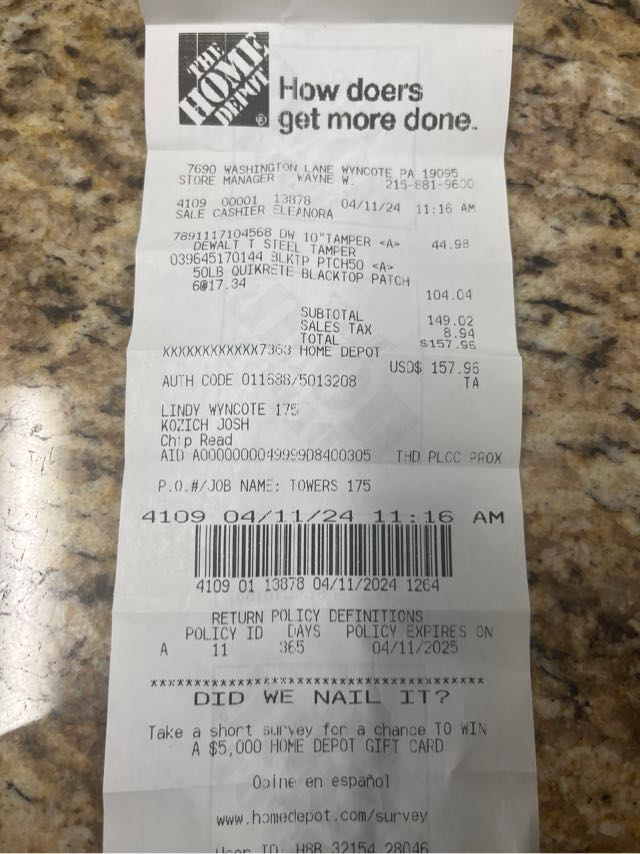 THE HOME DEPOT ®
How doers
get more done™
7690 WASHINGTON LANE WYNCOTE PA 19095
STORE MANAGER WAYNE W. 215-881-9600
4109 00001 13878 04/11/24 11:16 AM
SALE CASHIER ELEANORA
7891117104568 DW 10"TAMPER <A> 44.98
DEWALT T STEEL TAMPER
039645170144 BLKTP PTCH50 <A>
50LB QUIKRETE BLACKTOP PATCH
6@17.34 104.04
SUBTOTAL 149.02
SALES TAX 8.94
TOTAL $157.96
XXXXXXXXXXXX7363 HOME DEPOT
USD$ 157.96
AUTH CODE 011688/5013208 TA
LINDY WYNCOTE 175
KOZICH JOSH
Chip Read
AID A0000000049999D8400305 THD PLCC PROX
P.O.#/JOB NAME: TOWERS 175
4109 04/11/24 11:16 AM
4109 01 13878 04/11/2024 1264
RETURN POLICY DEFINITIONS
POLICY ID DAYS POLICY EXPIRES ON
A 11 365 04/11/2025
DID WE NAIL IT?
Take a short survey for a chance TO WIN
A $5,000 HOME DEPOT GIFT CARD
Opine en español
www.homedepot.com/survey
User ID: H8B 32154 28046